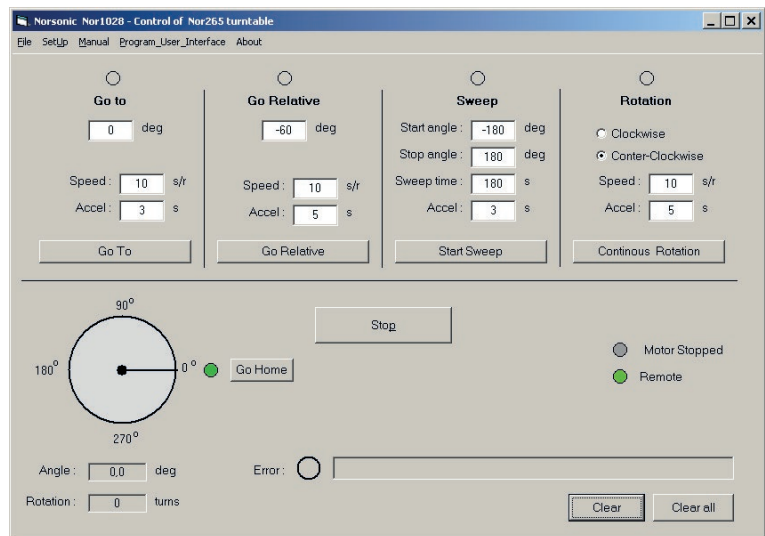 Norsonic Nor1028 - Control of Nor265 turntable
File SetUp Manual Program_User_Interface About
Go to
0 deg
Speed : 10 s/r
Accel : 3 s
Go To
Go Relative
-60 deg
Speed : 10 s/r
Accel : 5 s
Go Relative
Sweep
Start angle : -180 deg
Stop angle : 180 deg
Sweep time : 180 s
Accel : 3 s
Start Sweep
Rotation
Clockwise
Conter-Clockwise
Speed : 10 s/r
Accel : 5 s
Continous Rotation
90°
180°
0°
270°
Go Home
Stop
Motor Stopped
Remote
Angle : 0,0 deg
Rotation : 0 turns
Error :
Clear
Clear all